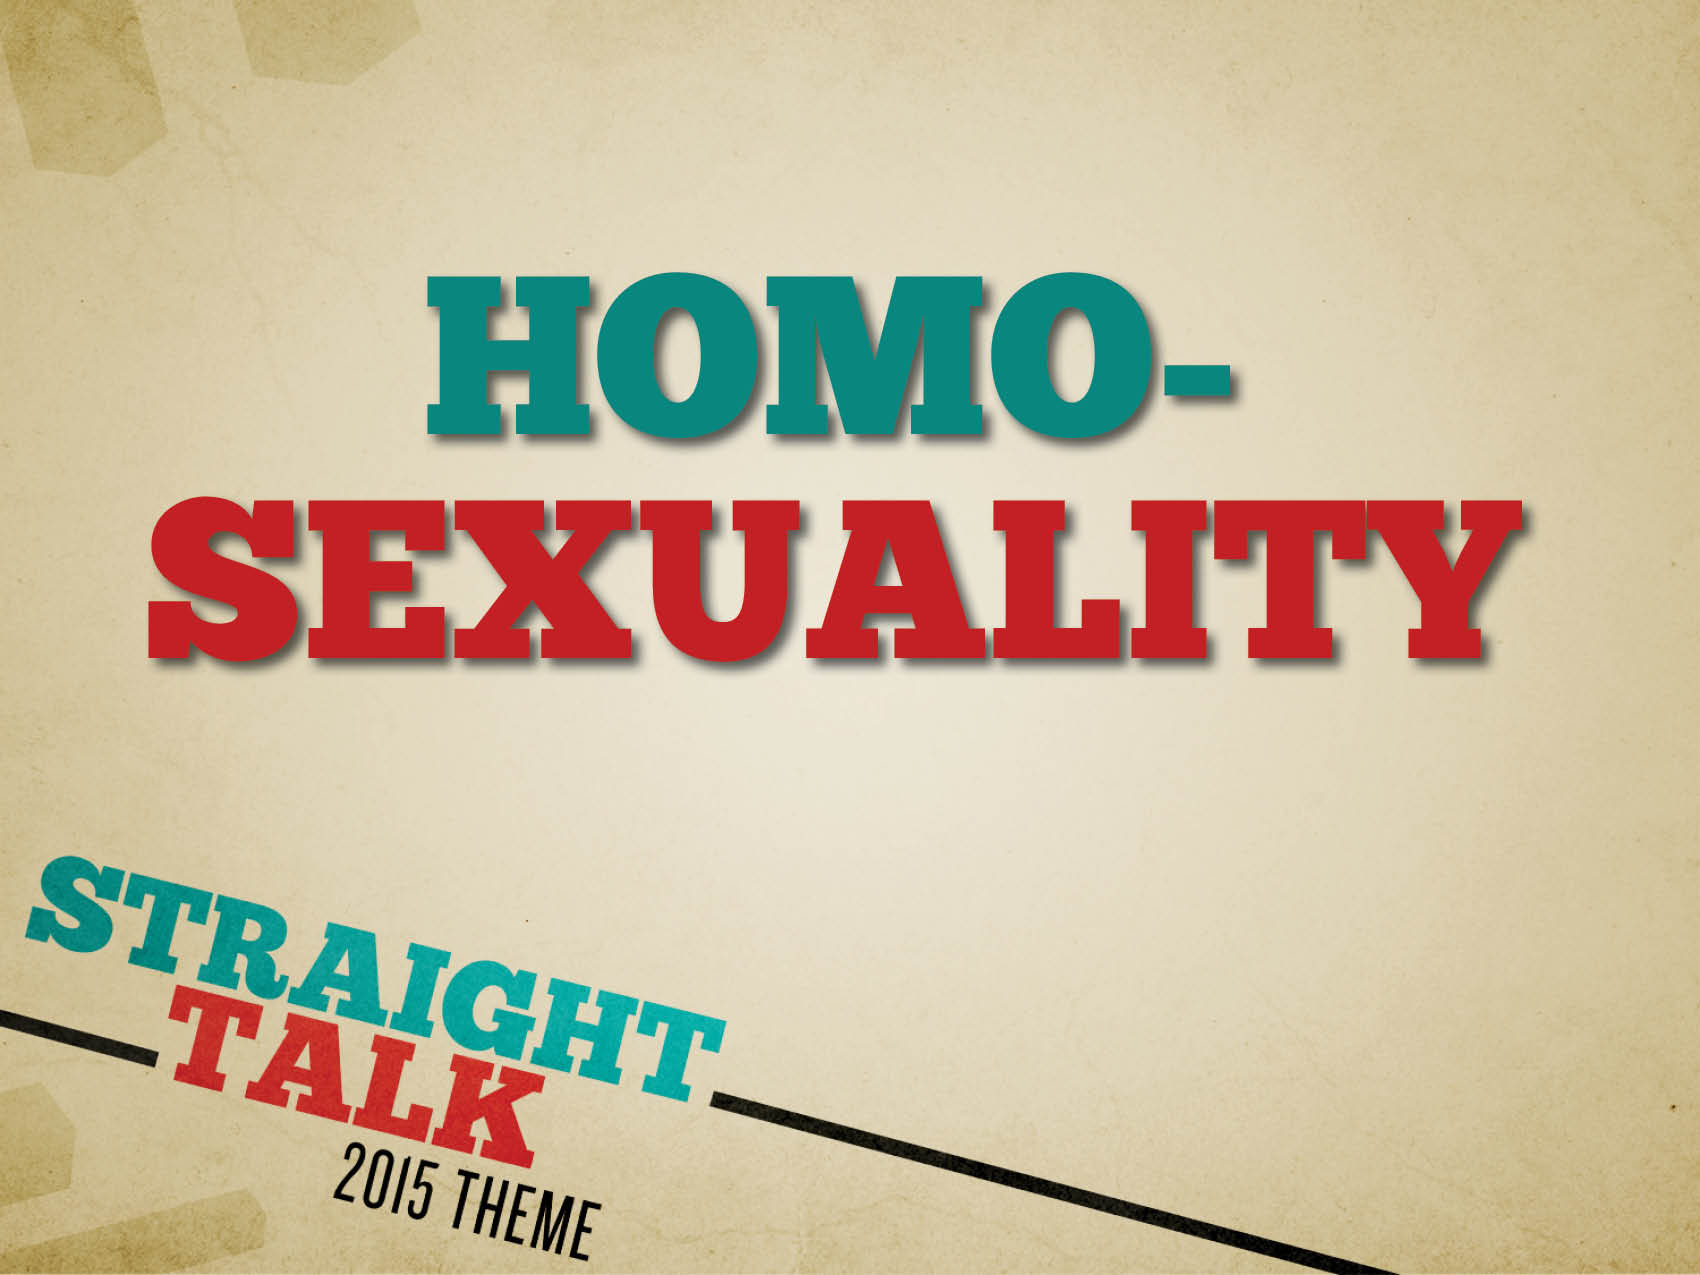 HOMO-
SEXUALITY
STRAIGHT
TALK
2015 THEME